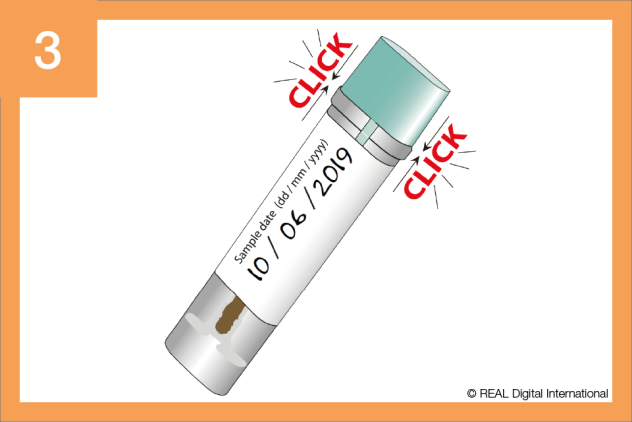 3
CLICK
CLICK
Sample date (dd / mm / yyyy)
10 / 06 / 2019
© REAL Digital International